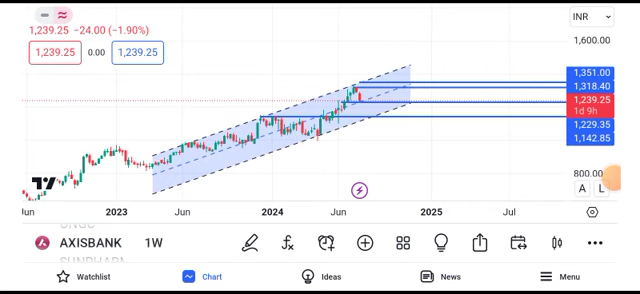 INR
1,239.25 −24.00 (−1.90%)
1,239.25 0.00 1,239.25
1,600.00
1,351.00
1,318.40
1,239.25
1d 9h
1,229.35
1,142.85
800.00
A L
2023 Jun 2024 Jun 2025 Jul
AXISBANK 1W
Watchlist Chart Ideas News Menu